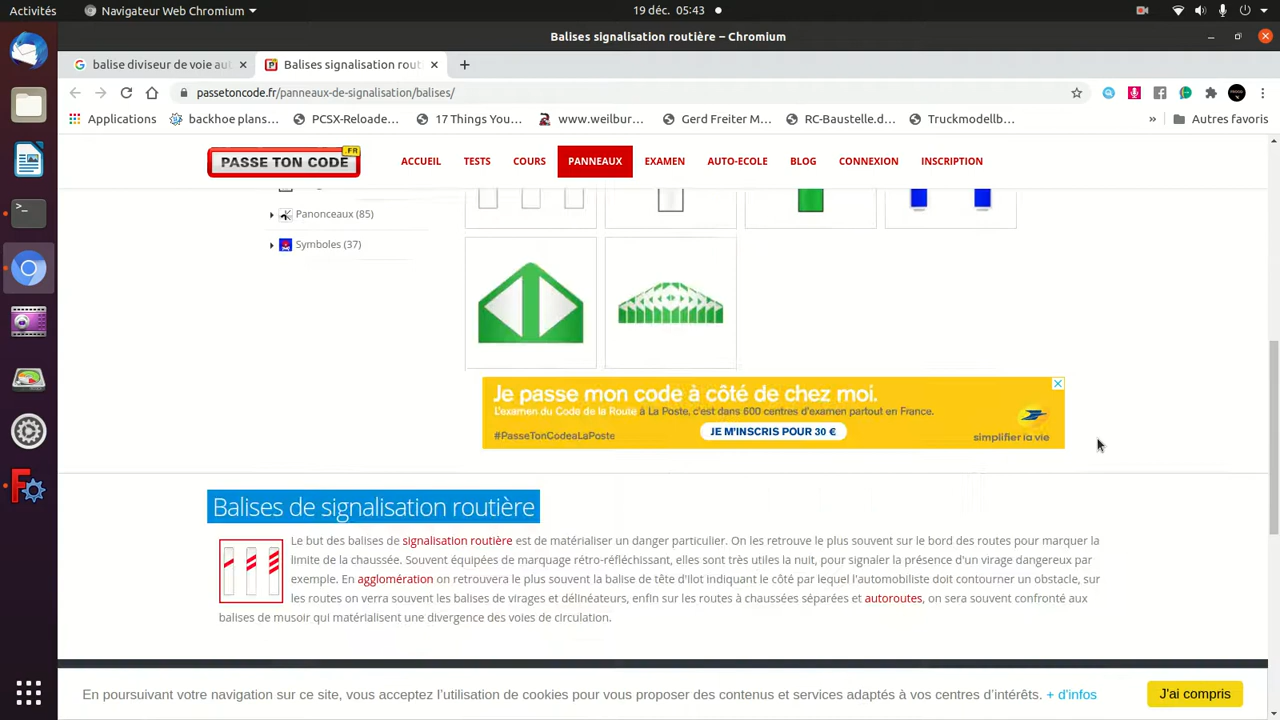 Activités
Navigateur Web Chromium
19 déc. 05:43
Balises signalisation routière – Chromium
balise diviseur de voie au
Balises signalisation rout
passetoncode.fr/panneaux-de-signalisation/balises/
Applications
backhoe plans...
PCSX-Reloade...
17 Things You...
www.weilbur...
Gerd Freiter M...
RC-Baustelle.d...
Truckmodellb...
»
Autres favoris
PASSE TON CODE .FR
ACCUEIL
TESTS
COURS
PANNEAUX
EXAMEN
AUTO-ECOLE
BLOG
CONNEXION
INSCRIPTION
Panonceaux (85)
Symboles (37)
Je passe mon code à côté de chez moi.
L'examen du Code de la Route à La Poste, c'est dans 600 centres d'examen partout en France.
#PasseTonCodeaLaPoste
JE M'INSCRIS POUR 30 €
simplifier la vie
Balises de signalisation routière
Le but des balises de signalisation routière est de matérialiser un danger particulier. On les retrouve le plus souvent sur le bord des routes pour marquer la
limite de la chaussée. Souvent équipées de marquage rétro-réfléchissant, elles sont très utiles la nuit, pour signaler la présence d'un virage dangereux par
exemple. En agglomération on retrouvera le plus souvent la balise de tête d'ilot indiquant le côté par lequel l'automobiliste doit contourner un obstacle, sur
les routes on verra souvent les balises de virages et délinéateurs, enfin sur les routes à chaussées séparées et autoroutes, on sera souvent confronté aux
balises de musoir qui matérialisent une divergence des voies de circulation.
En poursuivant votre navigation sur ce site, vous acceptez l'utilisation de cookies pour vous proposer des contenus et services adaptés à vos centres d'intérêts. + d'infos
J'ai compris